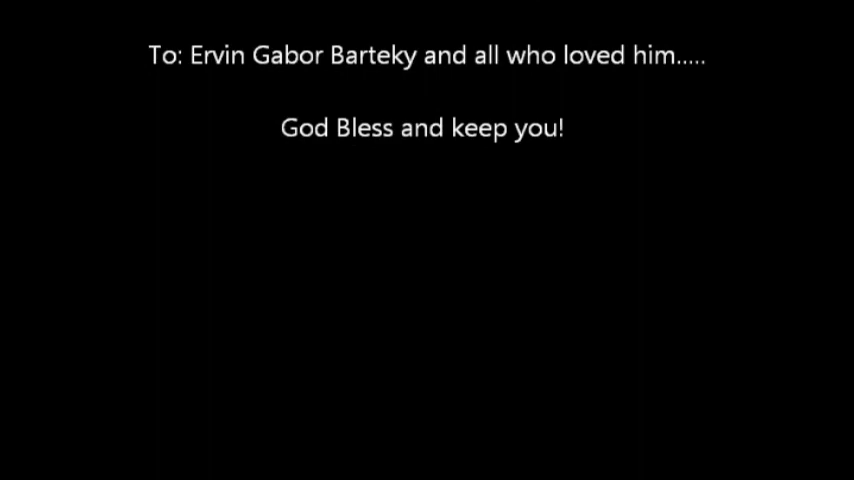 To: Ervin Gabor Barteky and all who loved him.....
God Bless and keep you!